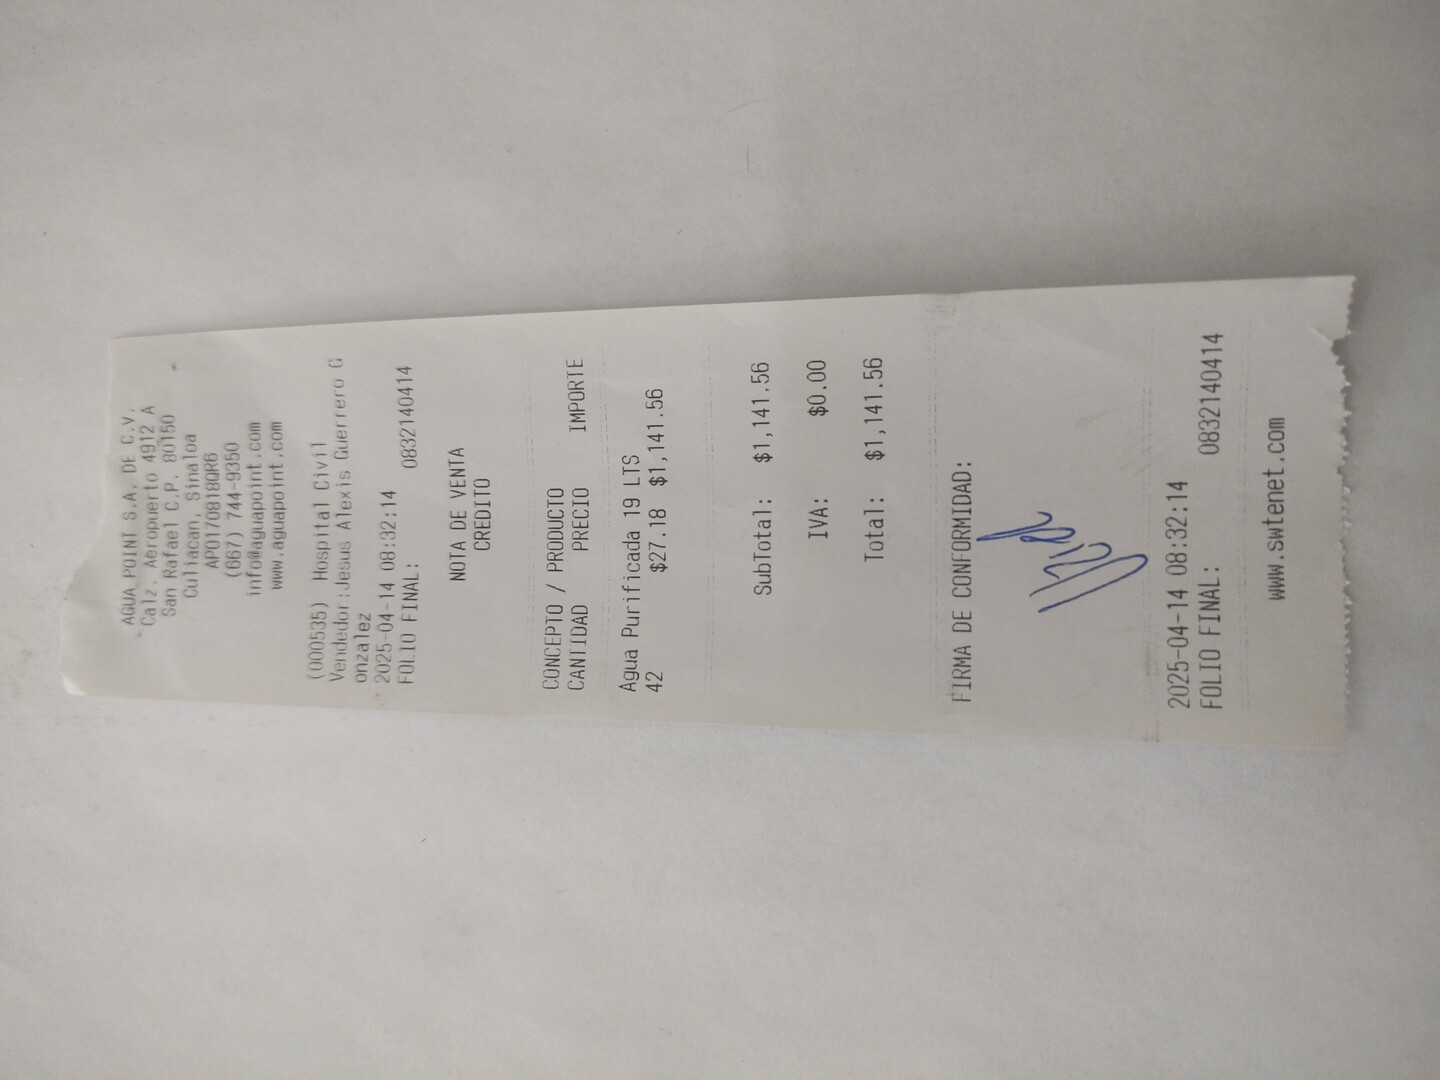 AGUA POINT S.A. DE C.V.
Calz. Aeropuerto 4912 A
San Rafael C.P. 80150
Culiacan, Sinaloa
APO170818QR6
(667) 744-9350
info@aguapoint.com
www.aguapoint.com
(000535) Hospital Civil
Vendedor:Jesus Alexis Guerrero G
onzalez
2025-04-14 08:32:14
FOLIO FINAL: 0832140414
NOTA DE VENTA
CREDITO
CONCEPTO / PRODUCTO
CANTIDAD PRECIO IMPORTE
Agua Purificada 19 LTS
42 $27.18 $1,141.56
SubTotal: $1,141.56
IVA: $0.00
Total: $1,141.56
FIRMA DE CONFORMIDAD:
2025-04-14 08:32:14
FOLIO FINAL: 0832140414
www.swtenet.com